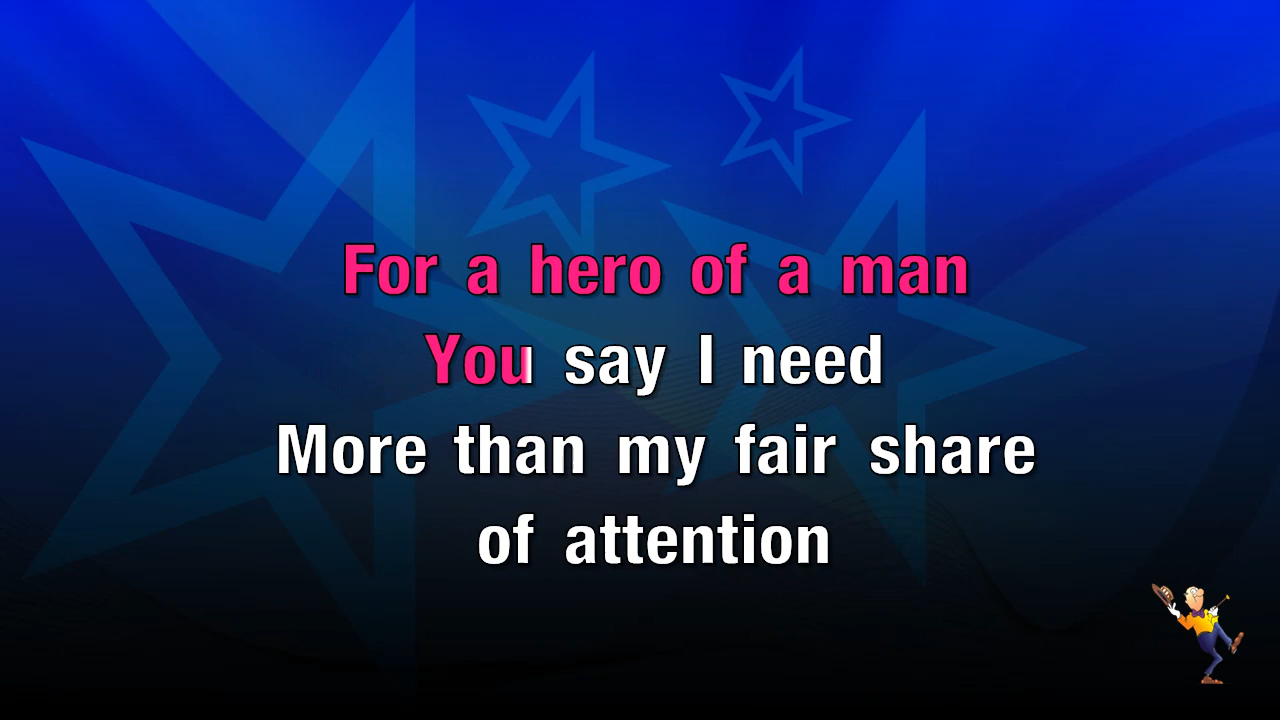 For a hero of a man
You say I need
More than my fair share
of attention